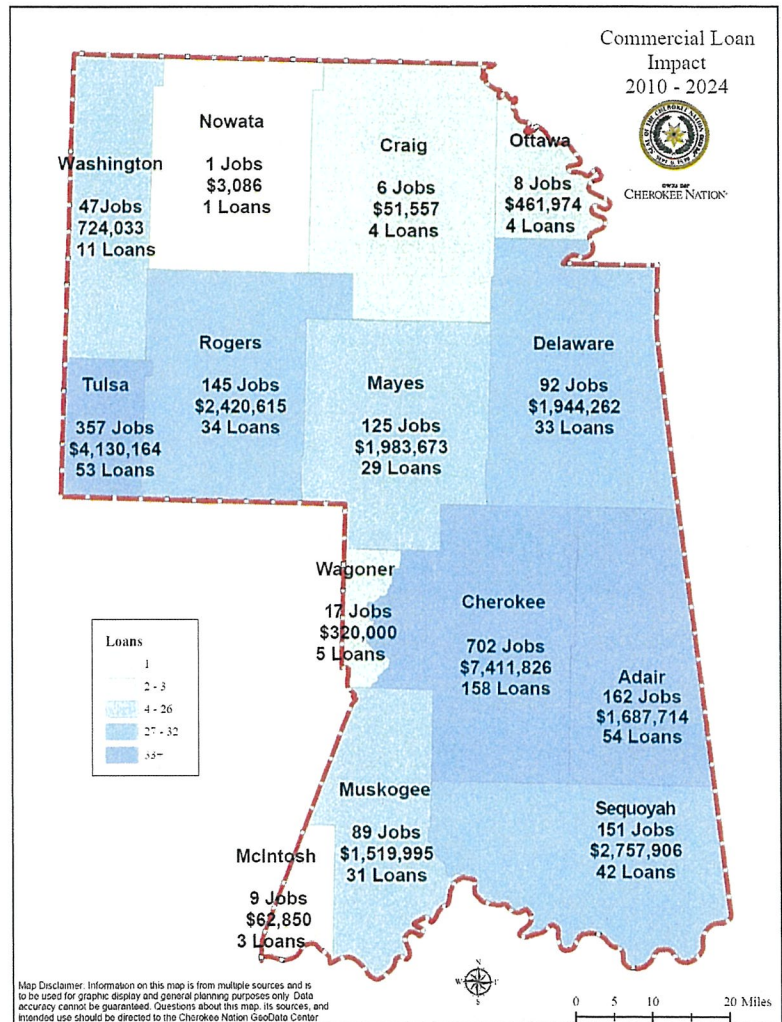 Commercial Loan
Impact
2010 - 2024
CHEROKEE NATION
Nowata
1 Jobs
$3,086
1 Loans
Craig
6 Jobs
$51,557
4 Loans
Ottawa
8 Jobs
$461,974
4 Loans
Washington
47Jobs
724,033
11 Loans
Rogers
145 Jobs
$2,420,615
34 Loans
Delaware
92 Jobs
$1,944,262
33 Loans
Tulsa
357 Jobs
$4,130,164
53 Loans
Mayes
125 Jobs
$1,983,673
29 Loans
Wagoner
17 Jobs
$320,000
5 Loans
Cherokee
702 Jobs
$7,411,826
158 Loans
Adair
162 Jobs
$1,687,714
54 Loans
Loans
1
2 - 3
4 - 26
27 - 32
33+
Muskogee
89 Jobs
$1,519,995
31 Loans
Sequoyah
151 Jobs
$2,757,906
42 Loans
McIntosh
9 Jobs
$62,850
3 Loans
Map Disclaimer: Information on this map is from multiple sources and is
to be used for graphic display and general planning purposes only. Data
accuracy cannot be guaranteed. Questions about this map, its sources, and
intended use should be directed to the Cherokee Nation GeoData Center
N
W
S
0 5 10 20 Miles